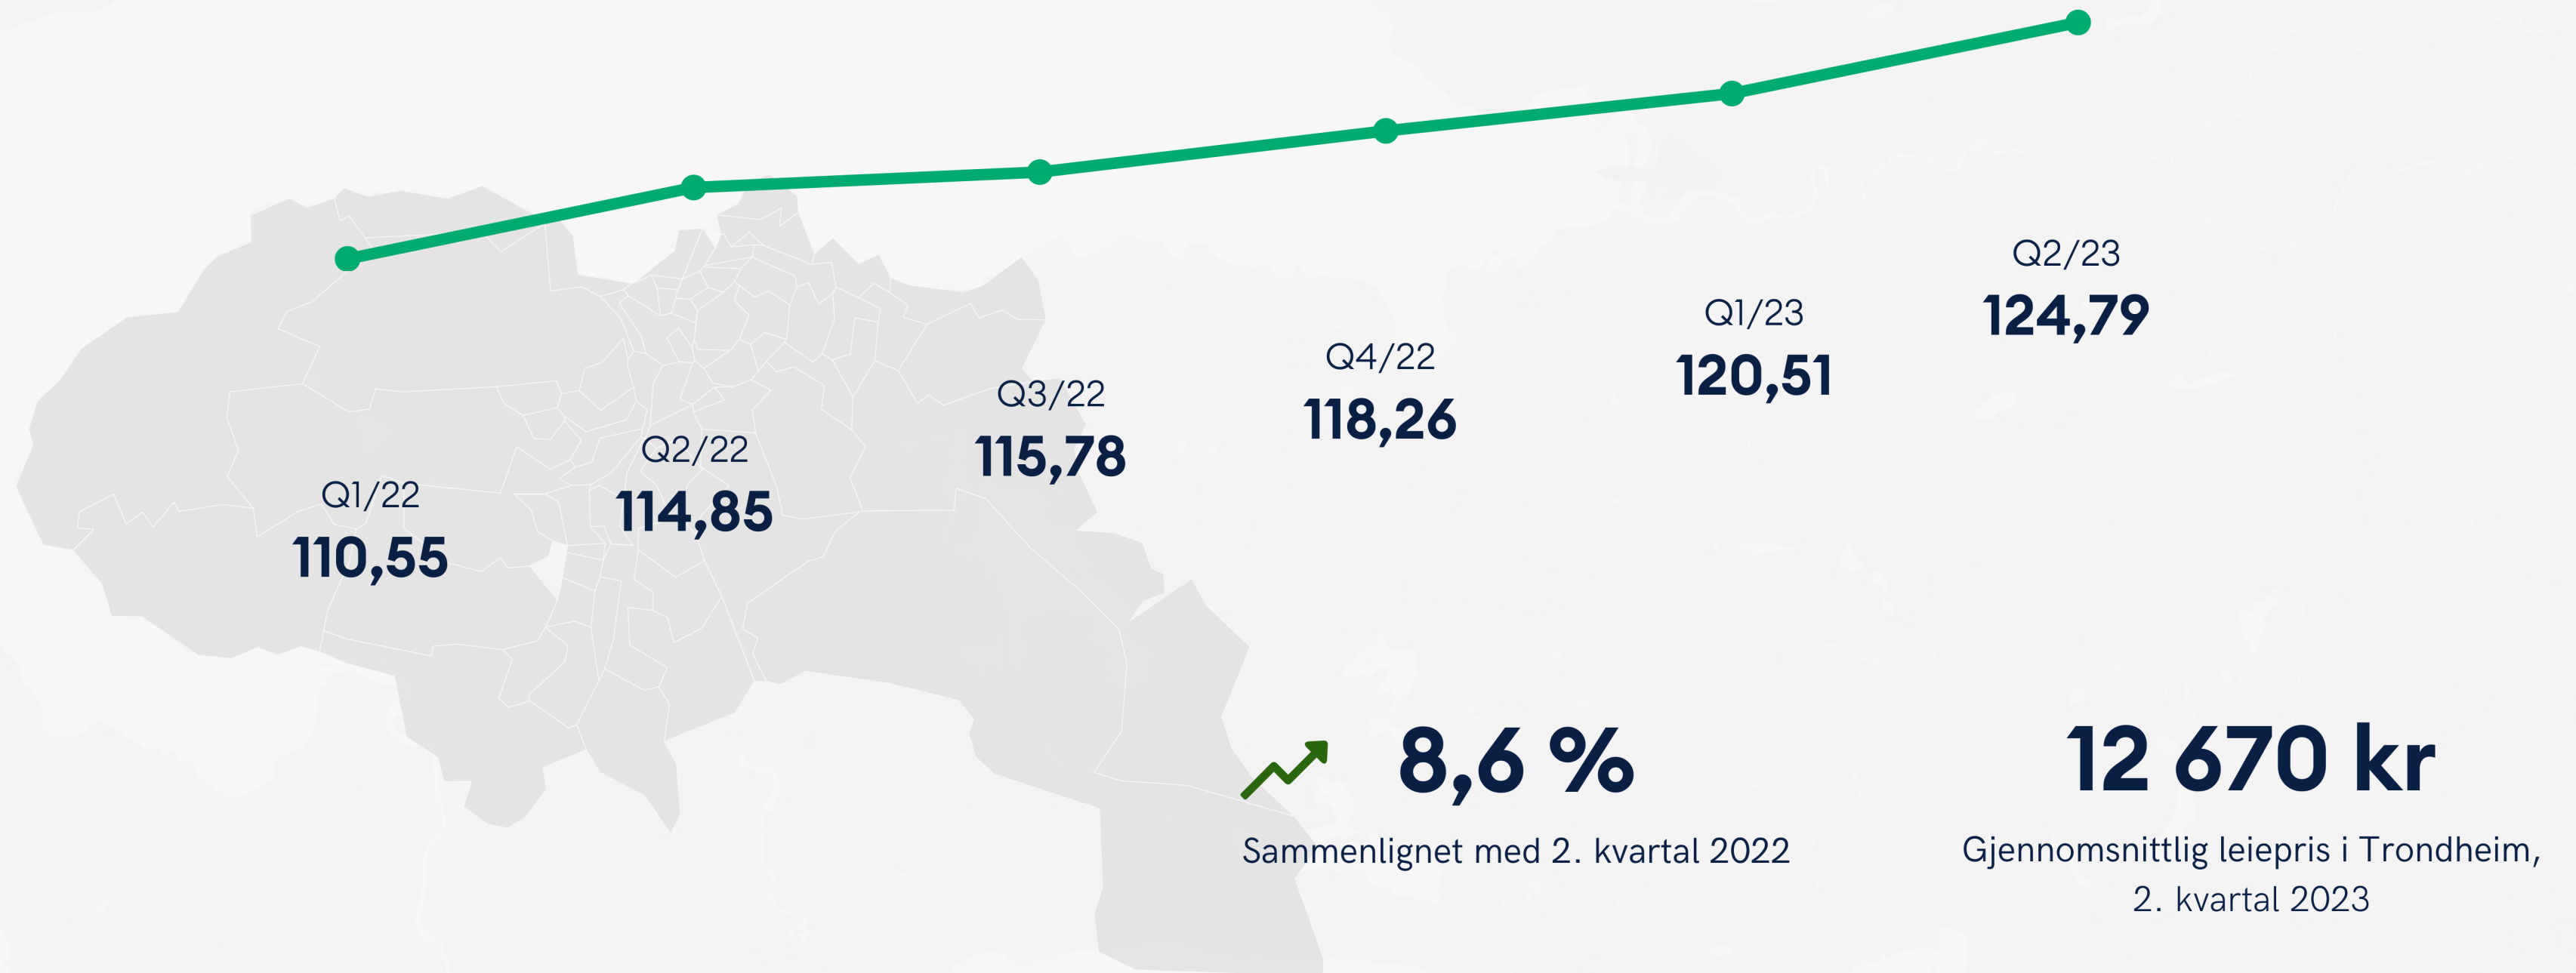 Q1/22
110,55
Q2/22
114,85
Q3/22
115,78
Q4/22
118,26
Q1/23
120,51
Q2/23
124,79
8,6 %
Sammenlignet med 2. kvartal 2022
12 670 kr
Gjennomsnittlig leiepris i Trondheim,
2. kvartal 2023